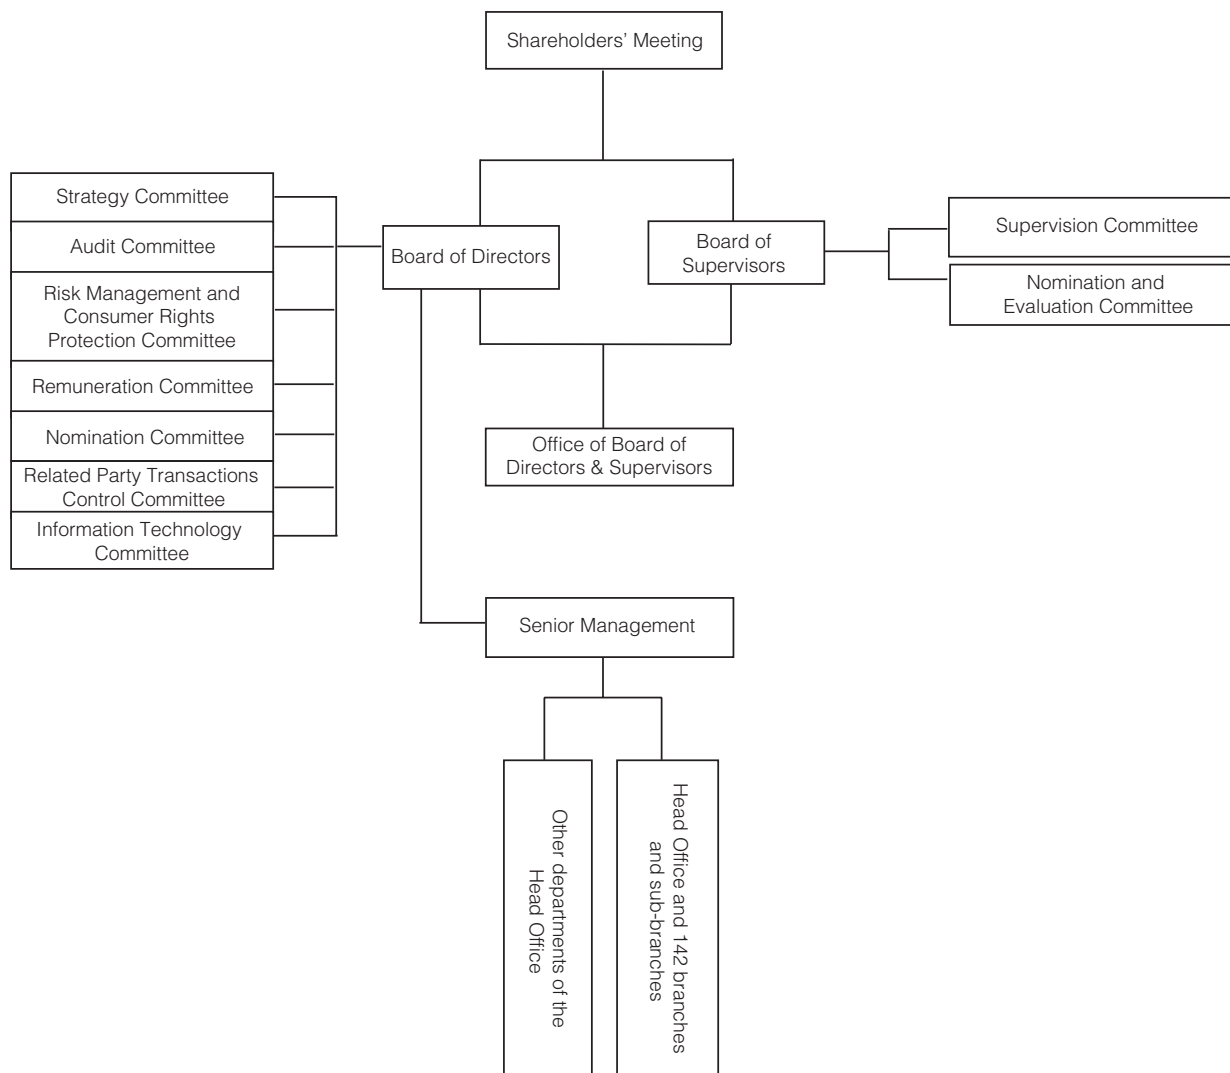 Shareholders’ Meeting
Strategy Committee
Audit Committee
Risk Management and
Consumer Rights
Protection Committee
Remuneration Committee
Nomination Committee
Related Party Transactions
Control Committee
Information Technology
Committee
Board of Directors
Board of
Supervisors
Supervision Committee
Nomination and
Evaluation Committee
Office of Board of
Directors & Supervisors
Senior Management
Other departments of the
Head Office
Head Office and 142 branches
and sub-branches